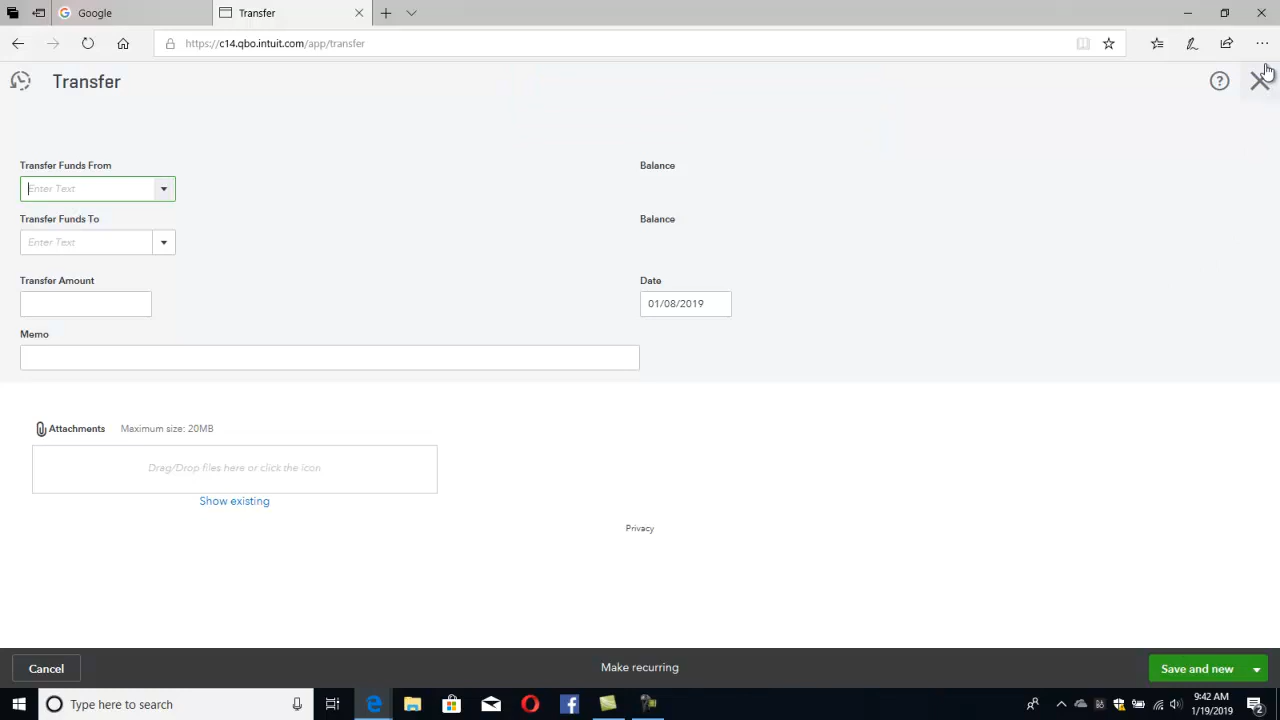 Google
Transfer
https://c14.qbo.intuit.com/app/transfer
Transfer
?
Transfer Funds From
Balance
Enter Text
Transfer Funds To
Balance
Enter Text
Transfer Amount
Date
01/08/2019
Memo
Attachments Maximum size: 20MB
Drag/Drop files here or click the icon
Show existing
Privacy
Cancel
Make recurring
Save and new
Type here to search
9:42 AM
1/19/2019
2